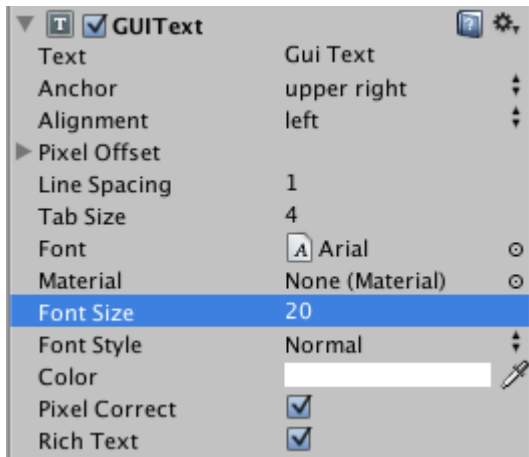 GUIText
Text Gui Text
Anchor upper right
Alignment left
Pixel Offset
Line Spacing 1
Tab Size 4
Font Arial
Material None (Material)
Font Size 20
Font Style Normal
Color
Pixel Correct
Rich Text